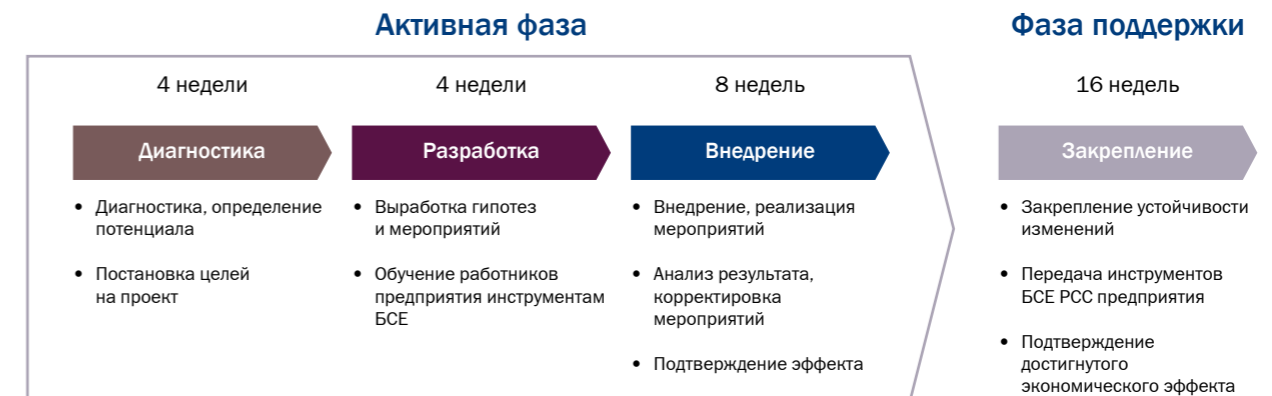 Активная фаза
Фаза поддержки
4 недели
4 недели
8 недель
16 недель
Диагностика
Разработка
Внедрение
Закрепление
• Диагностика, определение
потенциала
• Постановка целей
на проект
• Выработка гипотез
и мероприятий
• Обучение работников
предприятия инструментам
БСЕ
• Внедрение, реализация
мероприятий
• Анализ результата,
корректировка
мероприятий
• Подтверждение эффекта
• Закрепление устойчивости
изменений
• Передача инструментов
БСЕ РСС предприятия
• Подтверждение
достигнутого
экономического эффекта